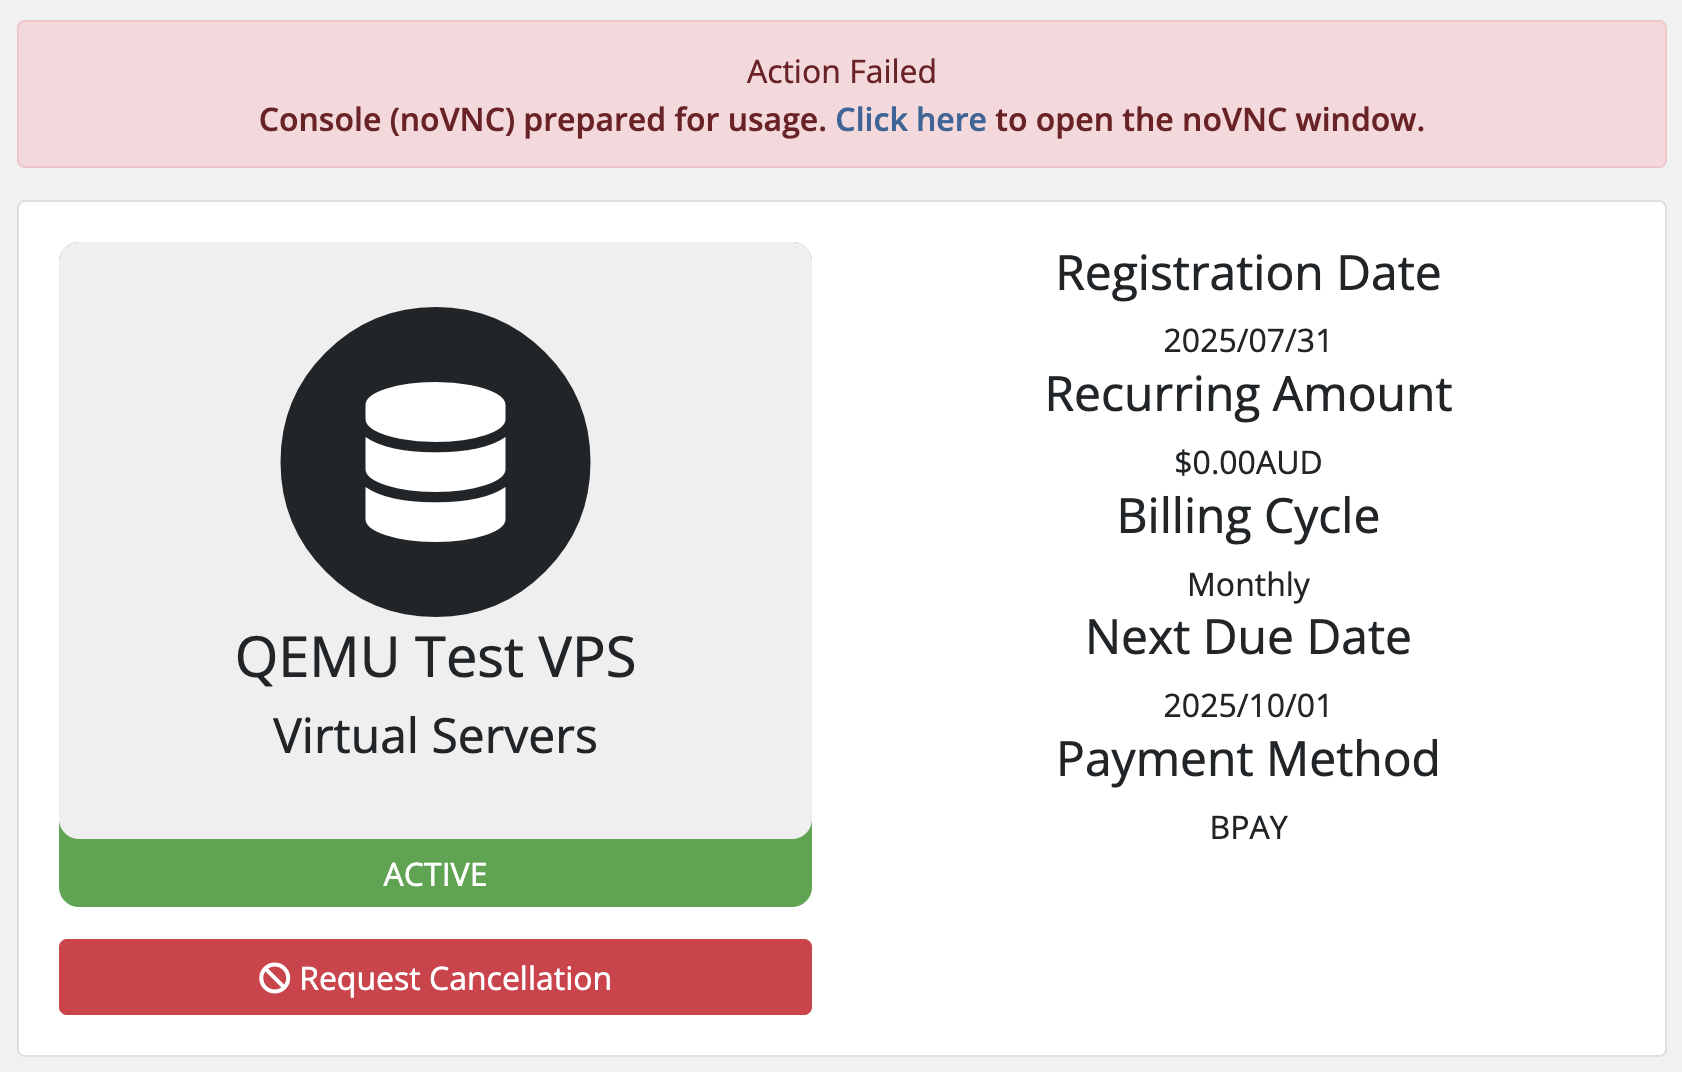 Action Failed
Console (noVNC) prepared for usage. Click here to open the noVNC window.
QEMU Test VPS
Virtual Servers
ACTIVE
Request Cancellation
Registration Date
2025/07/31
Recurring Amount
$0.00AUD
Billing Cycle
Monthly
Next Due Date
2025/10/01
Payment Method
BPAY